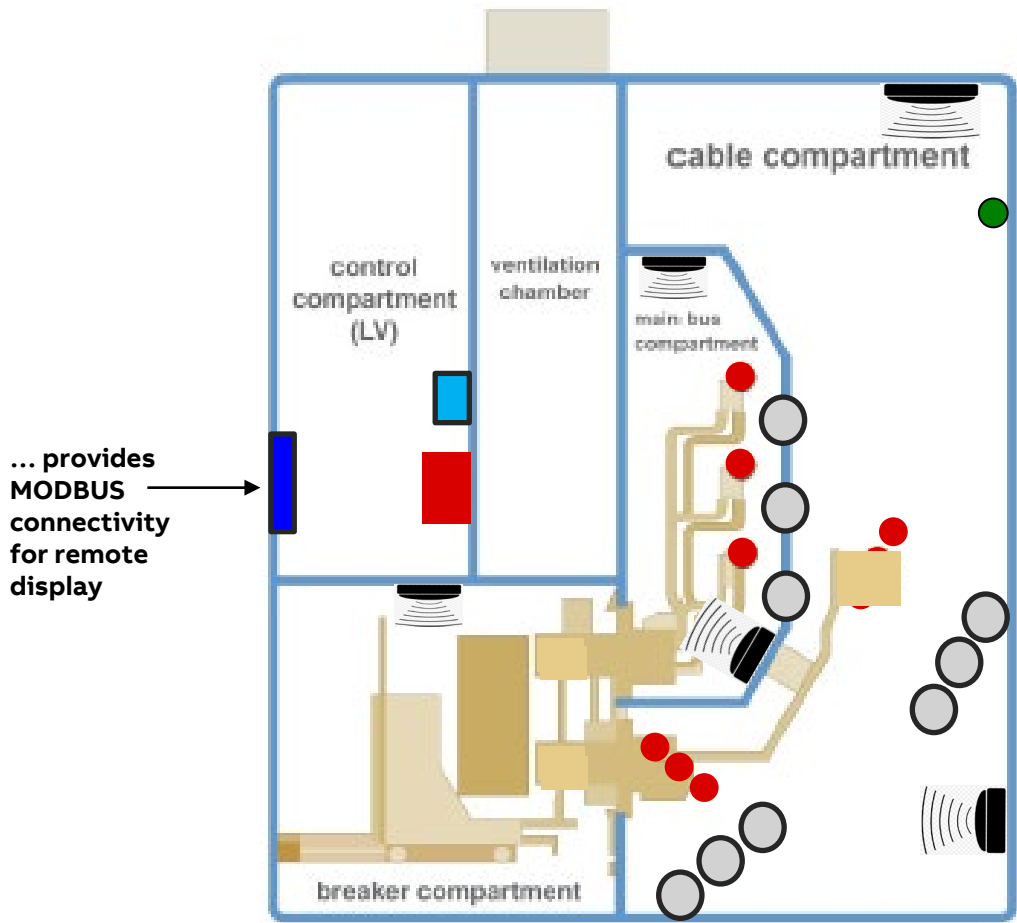 cable compartment
control
compartment
(LV)
ventilation
chamber
main-bus
compartment
... provides
MODBUS
connectivity
for remote
display
breaker compartment